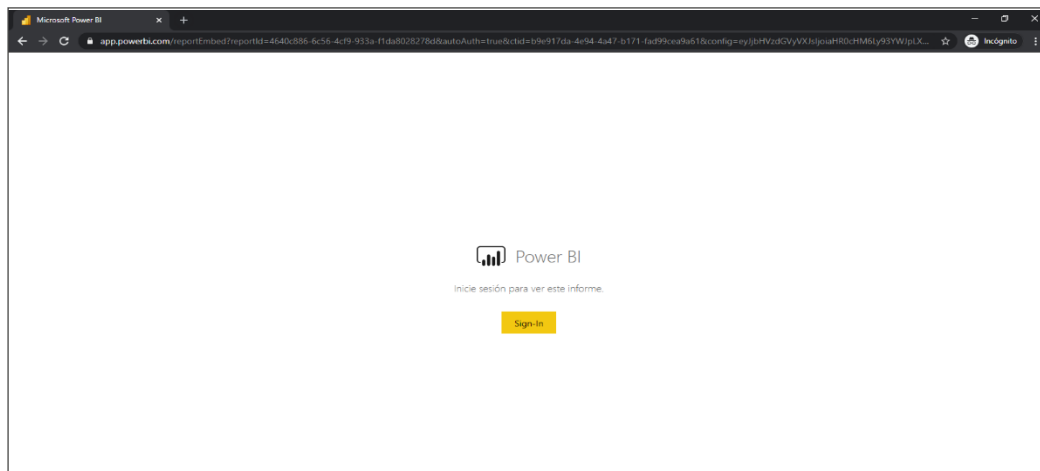 Microsoft Power BI
app.powerbi.com/reportEmbed?reportId=4640c886-6c56-4cf9-933a-f1da8028278d&autoAuth=true&ctid=b9e917da-4e94-4a47-b171-fad99cea9a61&config=eyJjbHVzdGVyVXJsIjoiaHR0cHM6Ly93YWJpLX...
Incógnito
Power BI
Inicie sesión para ver este informe.
Sign-In